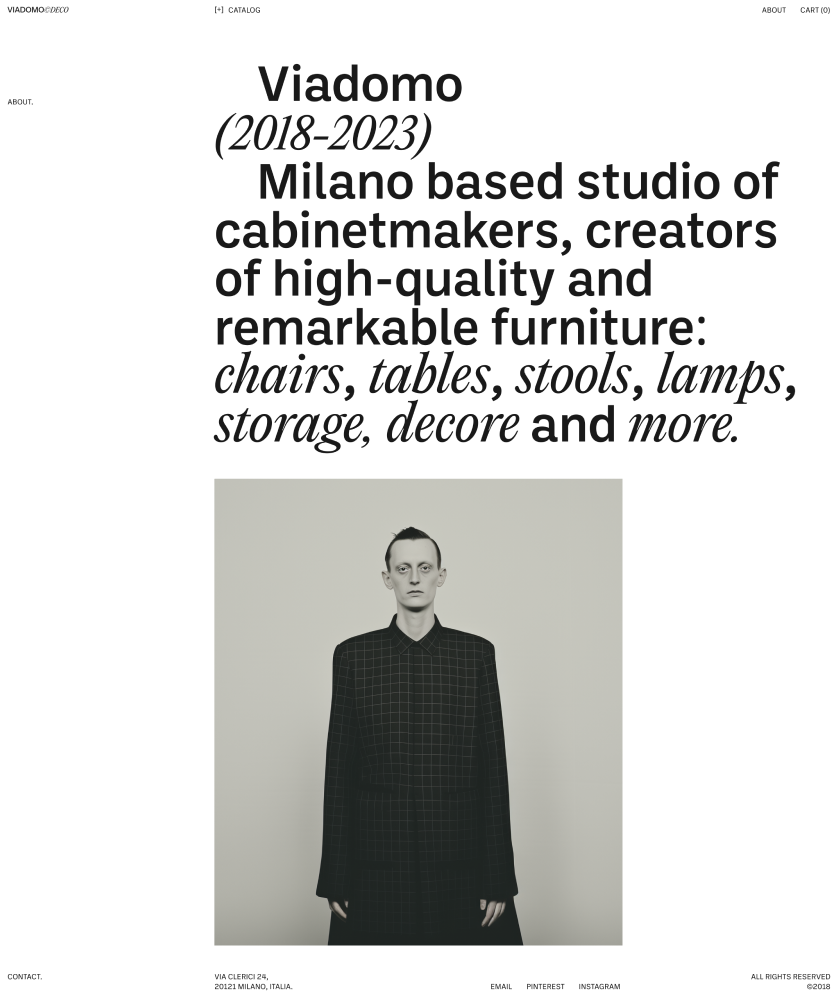 VIADOMO©DECO
[+] CATALOG
ABOUT
CART (0)
ABOUT.
Viadomo
(2018-2023)
Milano based studio of
cabinetmakers, creators
of high-quality and
remarkable furniture:
chairs, tables, stools, lamps,
storage, decore and more.
CONTACT.
VIA CLERICI 24,
20121 MILANO, ITALIA.
EMAIL
PINTEREST
INSTAGRAM
ALL RIGHTS RESERVED
©2018